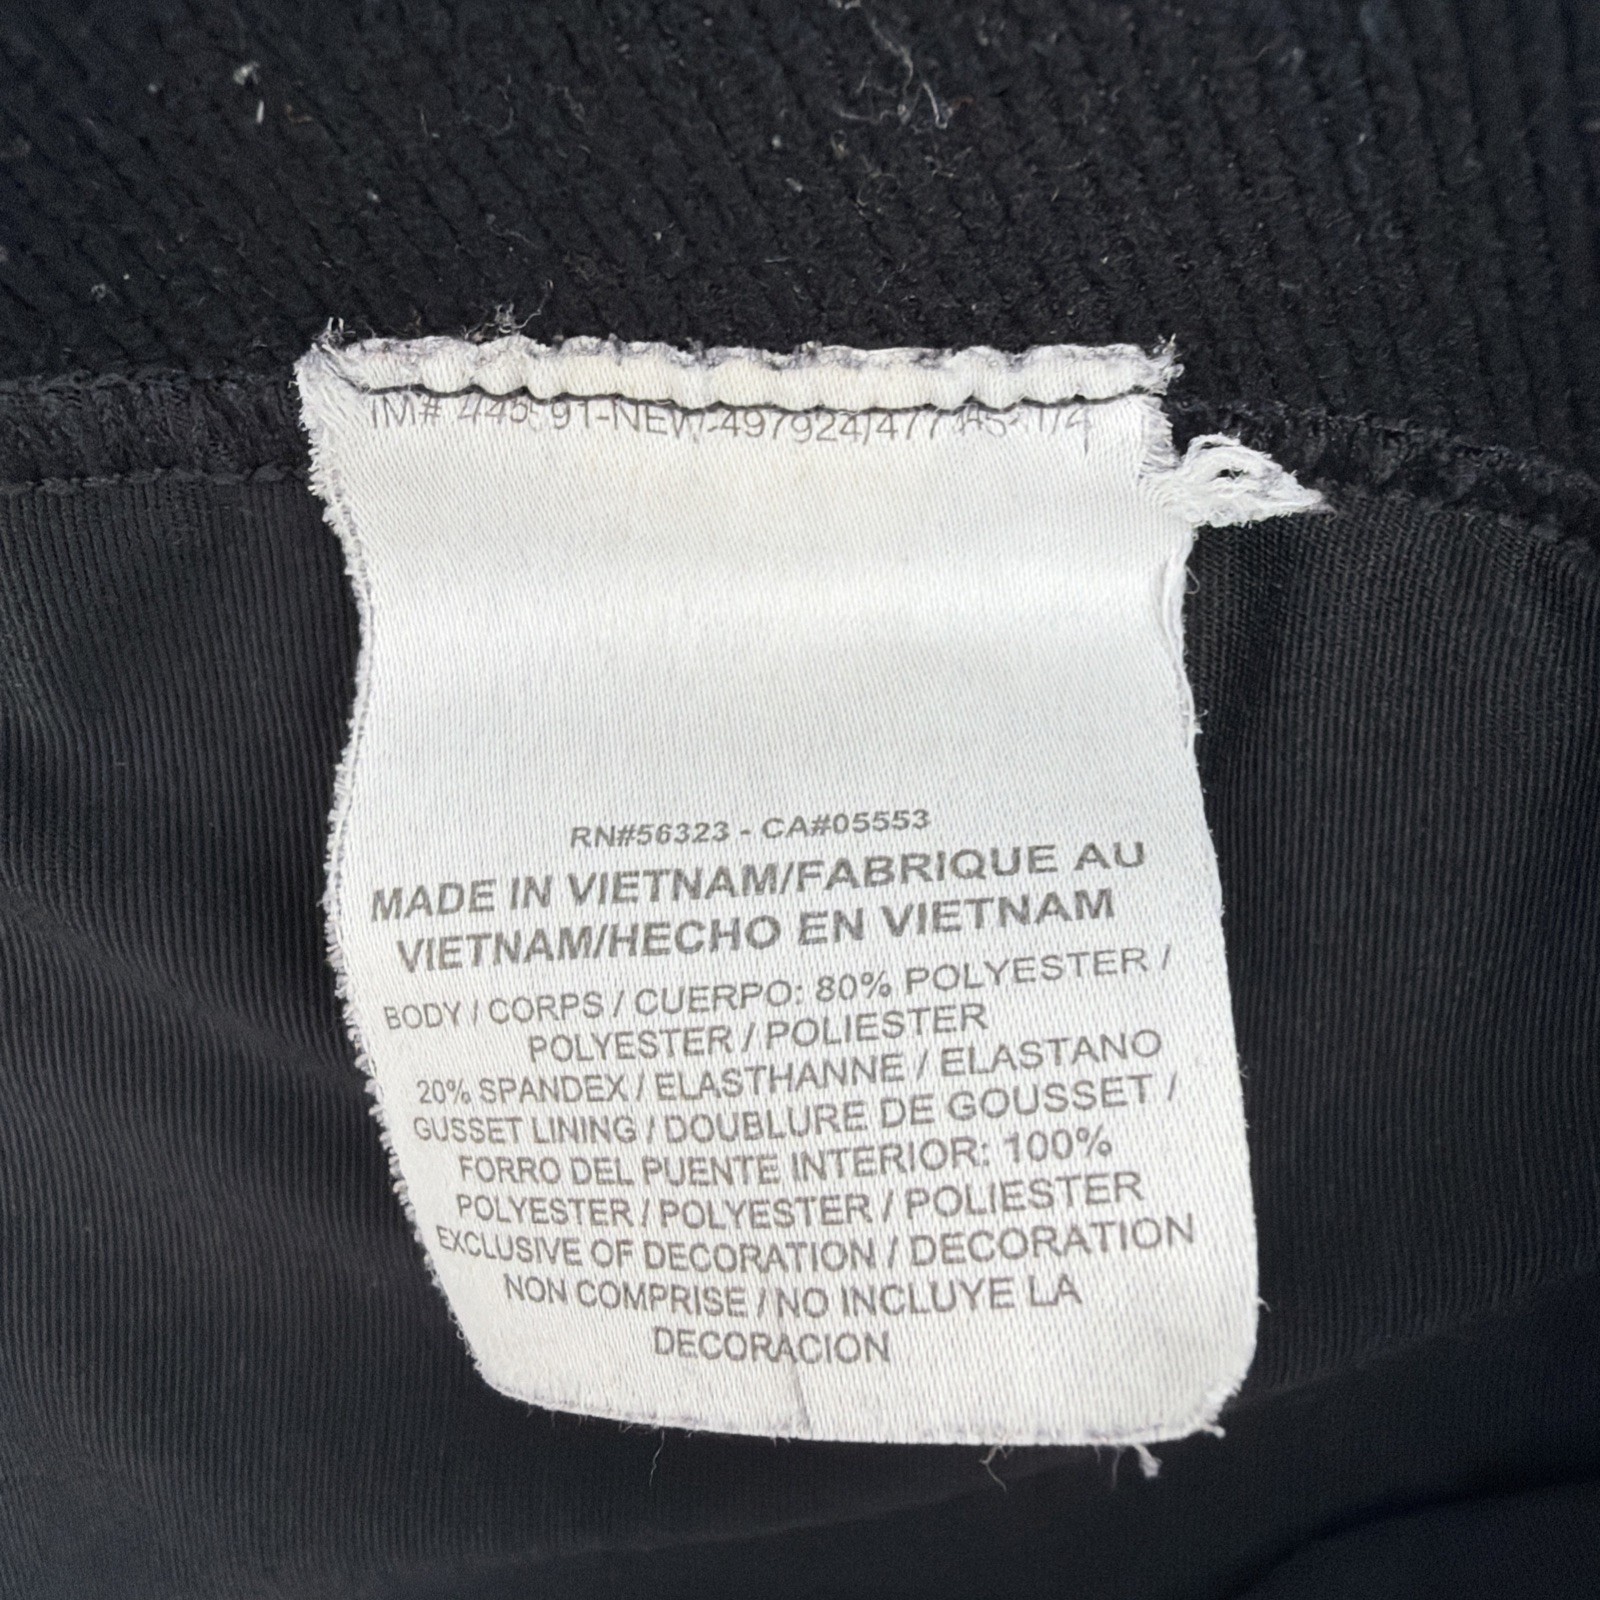 RN#56323 - CA#05553
MADE IN VIETNAM/FABRIQUE AU
VIETNAM/HECHO EN VIETNAM
BODY / CORPS / CUERPO: 80% POLYESTER /
POLYESTER / POLIESTER
20% SPANDEX / ELASTHANNE / ELASTANO
GUSSET LINING / DOUBLURE DE GOUSSET /
FORRO DEL PUENTE INTERIOR: 100%
POLYESTER / POLYESTER / POLIESTER
EXCLUSIVE OF DECORATION / DECORATION
NON COMPRISE / NO INCLUYE LA
DECORACION